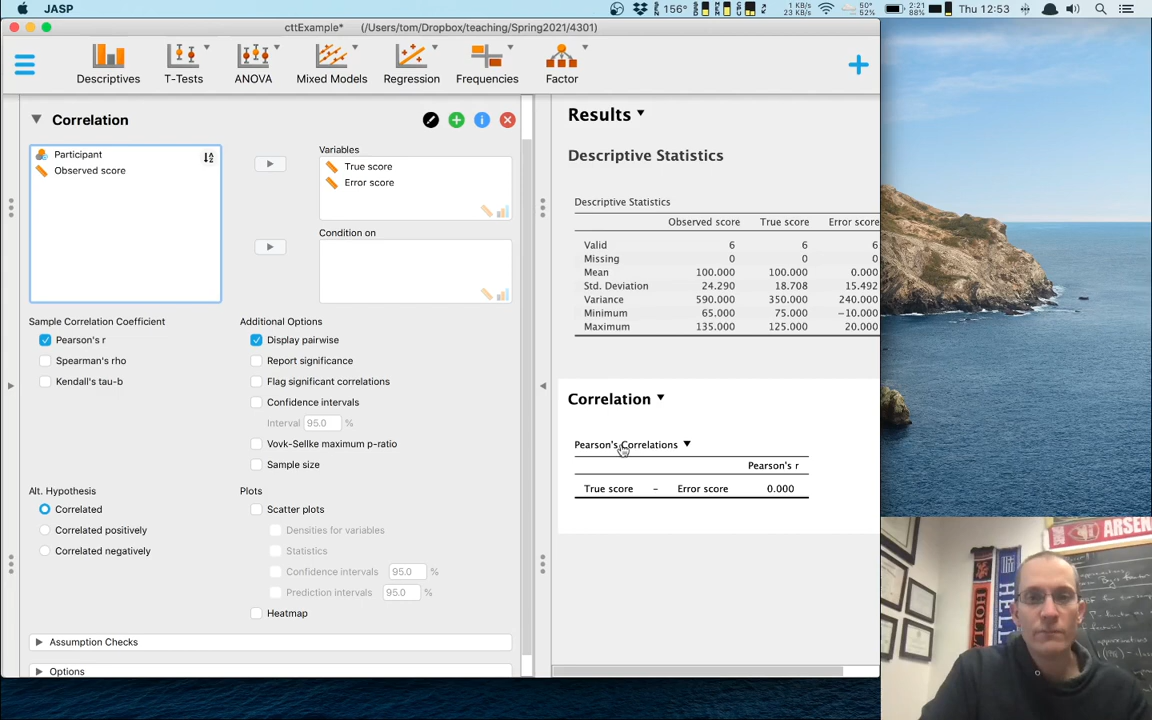 JASP 156° 1 KB/s 23 KB/s 50° 52% 2:21 79% Thu 12:53
cttExample* (/Users/tom/Dropbox/teaching/Spring2021/4301)
Descriptives T-Tests ANOVA Mixed Models Regression Frequencies Factor
Correlation
Participant
Observed score
Variables
True score
Error score
Condition on
Sample Correlation Coefficient
Pearson's r
Spearman's rho
Kendall's tau-b
Additional Options
Display pairwise
Report significance
Flag significant correlations
Confidence intervals
Interval 95.0 %
Vovk-Sellke maximum p-ratio
Sample size
Alt. Hypothesis
Correlated
Correlated positively
Correlated negatively
Plots
Scatter plots
Densities for variables
Statistics
Confidence intervals 95.0 %
Prediction intervals 95.0 %
Heatmap
Assumption Checks
Options
Results
Descriptive Statistics
Descriptive Statistics
Observed score True score Error score
Valid 6 6 6
Missing 0 0 0
Mean 100.000 100.000 0.000
Std. Deviation 24.290 18.708 15.492
Variance 590.000 350.000 240.000
Minimum 65.000 75.000 −10.000
Maximum 135.000 125.000 20.000
Correlation
Pearson's Correlations
Pearson's r
True score - Error score 0.000
ARSEN
HOLL
HELL